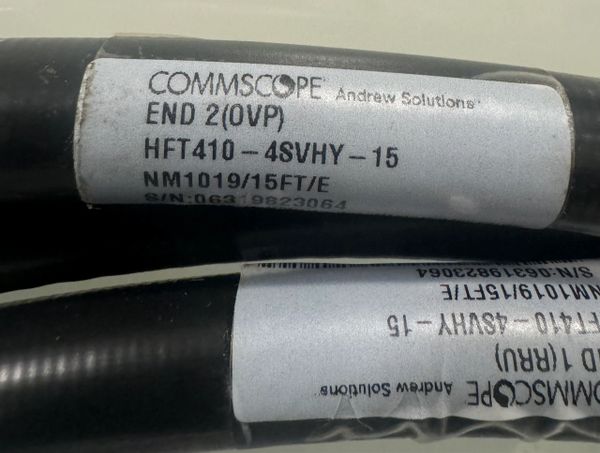 COMMSCOPE Andrew Solutions
END 2(OVP)
HFT410-4SVHY-15
NM1019/15FT/E
S/N:06319823064
COMMSCOPE Andrew Solutions
D 1(RRU)
FT410-4SVHY-15
NM1019/15FT/E
S/N:06319823064